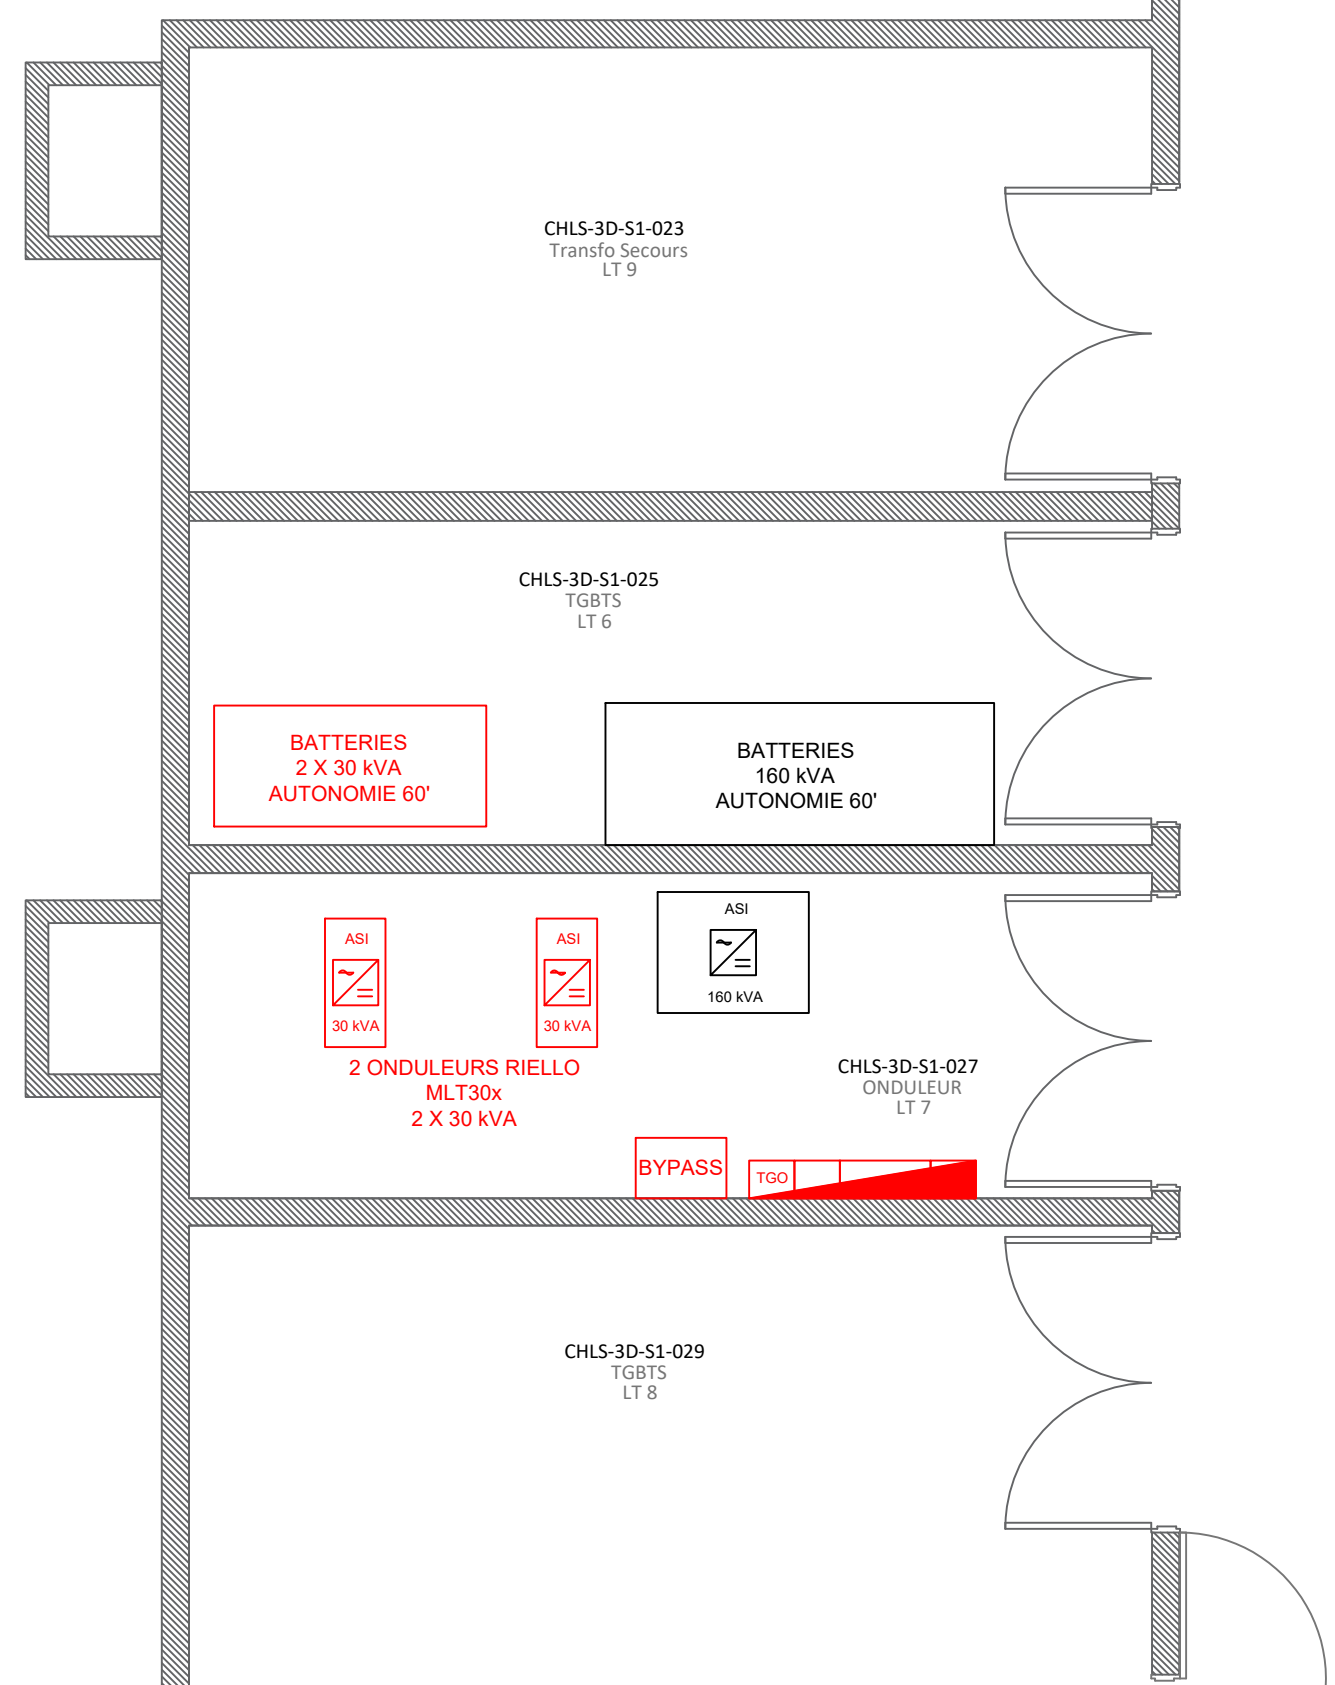 CHLS-3D-S1-023
Transfo Secours
LT 9
CHLS-3D-S1-025
TGBTS
LT 6
BATTERIES
2 X 30 kVA
AUTONOMIE 60'
BATTERIES
160 kVA
AUTONOMIE 60'
ASI
30 kVA
ASI
30 kVA
ASI
160 kVA
2 ONDULEURS RIELLO
MLT30x
2 X 30 kVA
CHLS-3D-S1-027
ONDULEUR
LT 7
BYPASS
TGO
CHLS-3D-S1-029
TGBTS
LT 8